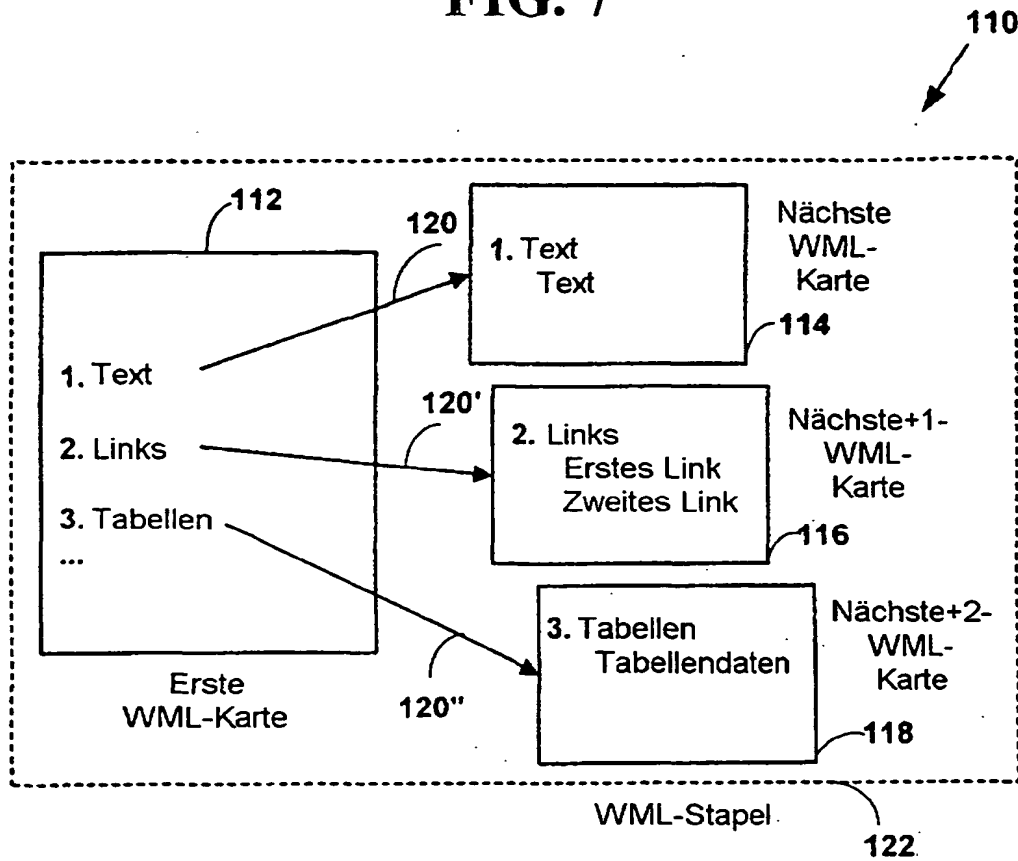 FIG. 7
110
112
120
1. Text
Text
Nächste
WML-
Karte
114
1. Text
2. Links
3. Tabellen
...
120'
2. Links
Erstes Link
Zweites Link
Nächste+1-
WML-
Karte
116
120"
3. Tabellen
Tabellendaten
Nächste+2-
WML-
Karte
118
Erste
WML-Karte
WML-Stapel
122